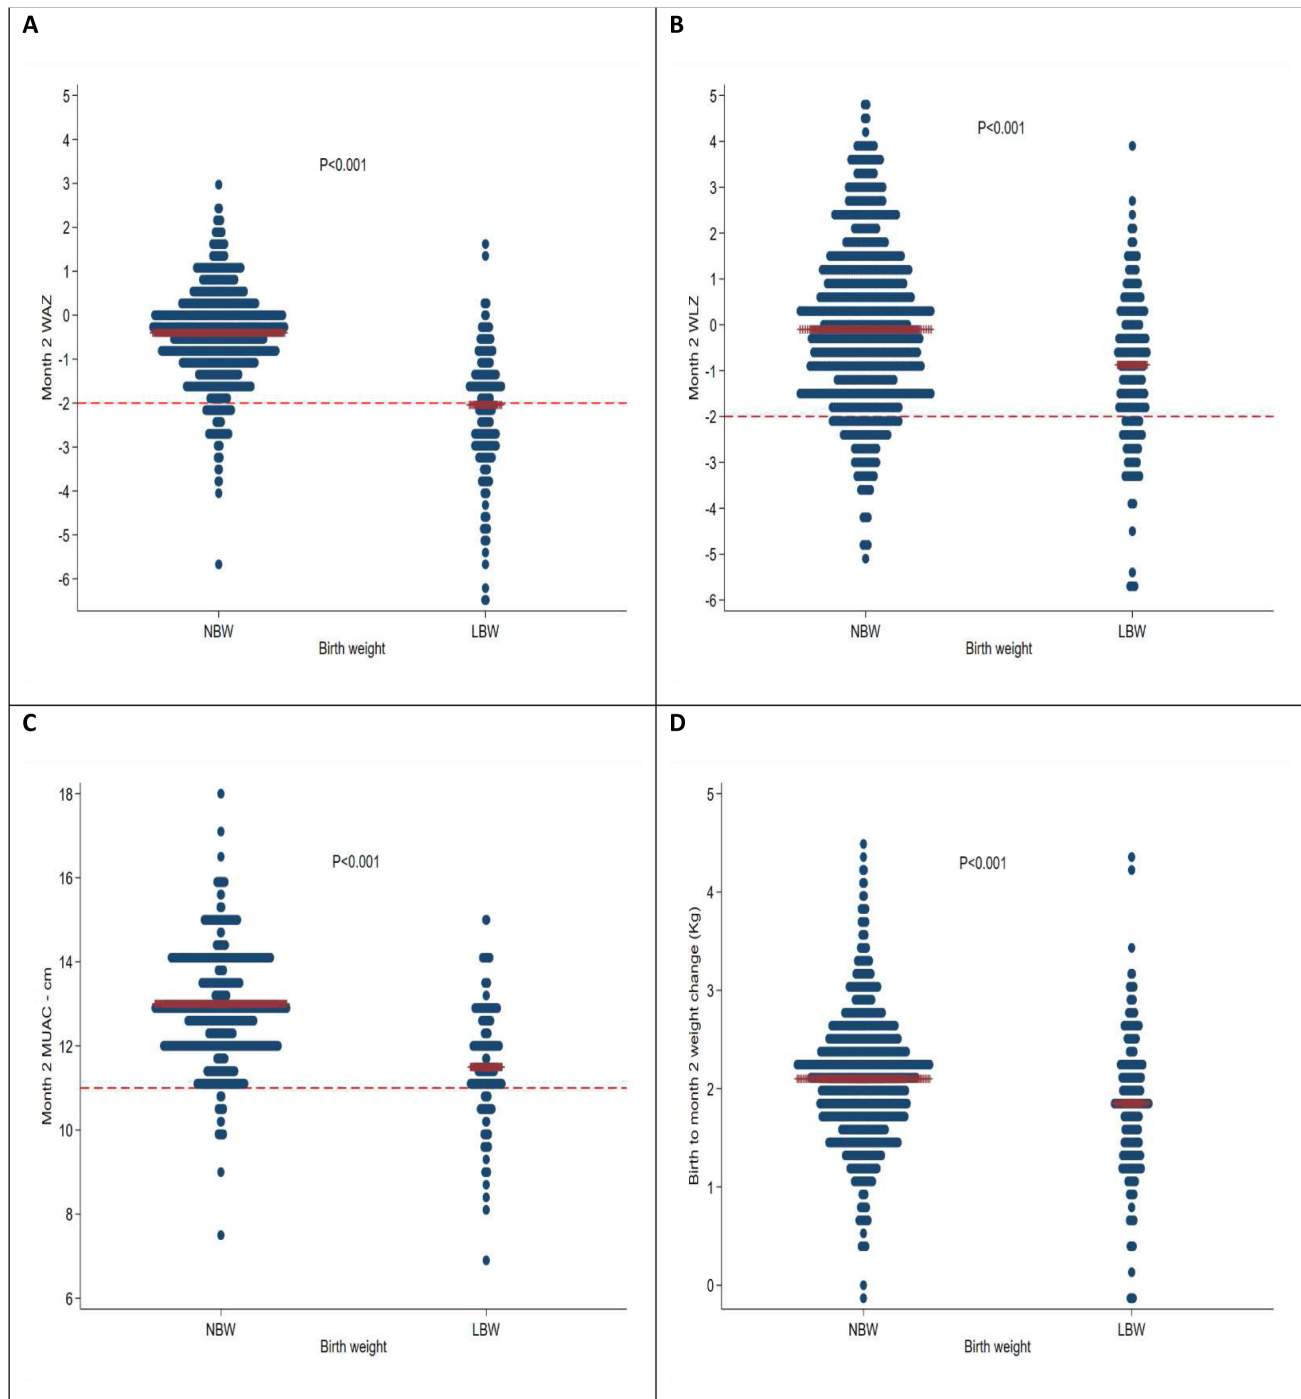 A
5
4
3
2
1
0
-1
-2
-3
-4
-5
-6
Month 2 WAZ
P<0.001
NBW
LBW
Birth weight
B
5
4
3
2
1
0
-1
-2
-3
-4
-5
-6
Month 2 WLZ
P<0.001
NBW
LBW
Birth weight
C
18
16
14
12
10
8
6
Month 2 MUAC - cm
P<0.001
NBW
LBW
Birth weight
D
5
4
3
2
1
0
Birth to month 2 weight change (Kg)
P<0.001
NBW
LBW
Birth weight